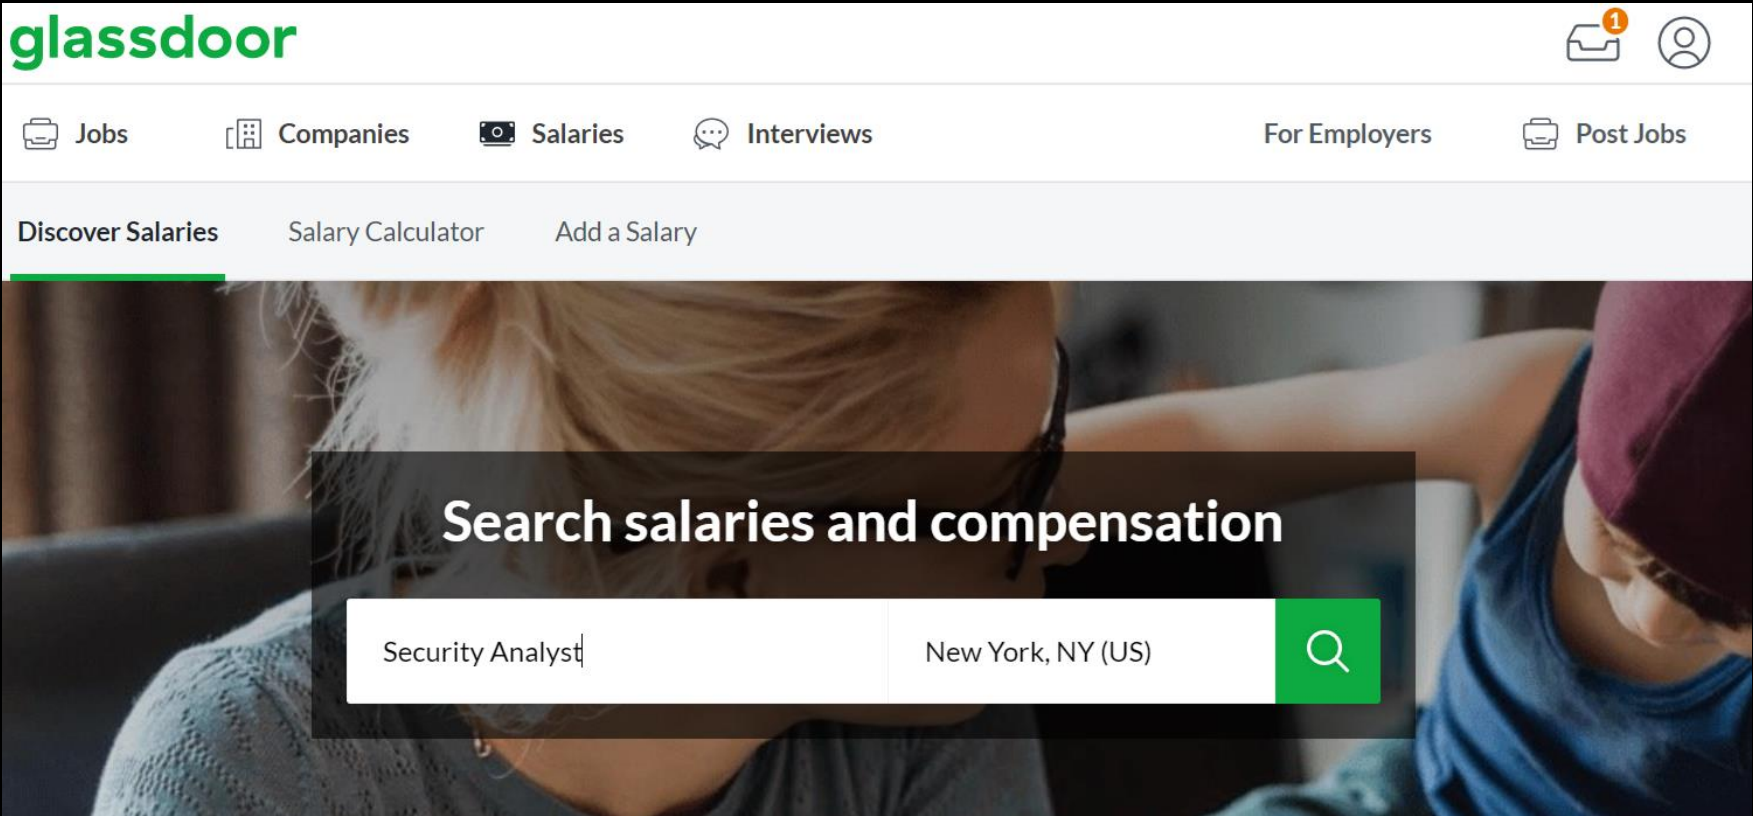 glassdoor
1
Jobs Companies Salaries Interviews For Employers Post Jobs
Discover Salaries Salary Calculator Add a Salary
Search salaries and compensation
Security Analyst New York, NY (US)